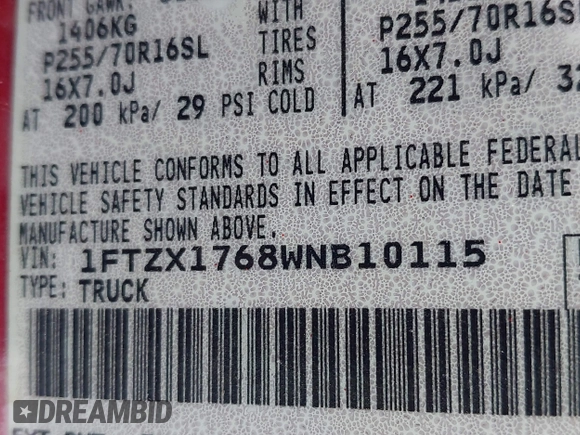 FRONT GAWR:
1406KG WITH
P255/70R16SL TIRES P255/70R16S
16X7.0J RIMS 16X7.0J
AT 200 kPa/ 29 PSI COLD AT 221 kPa/ 32
THIS VEHICLE CONFORMS TO ALL APPLICABLE FEDERAL
VEHICLE SAFETY STANDARDS IN EFFECT ON THE DATE
MANUFACTURE SHOWN ABOVE.
VIN: 1FTZX1768WNB10115
TYPE: TRUCK
DREAMBID